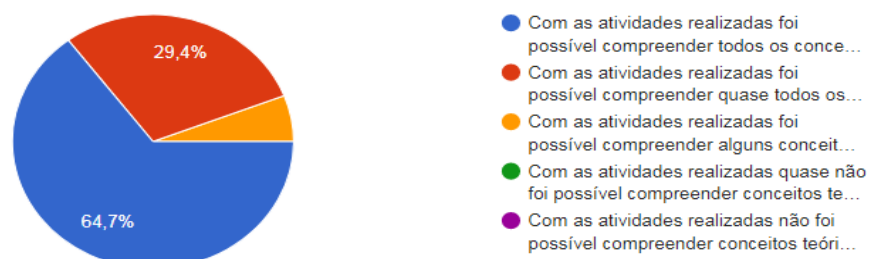 29,4%
64,7%
Com as atividades realizadas foi
possível compreender todos os conce...
Com as atividades realizadas foi
possível compreender quase todos os...
Com as atividades realizadas foi
possível compreender alguns conceit...
Com as atividades realizadas quase não
foi possível compreender conceitos te...
Com as atividades realizadas não foi
possível compreender conceitos teóri...